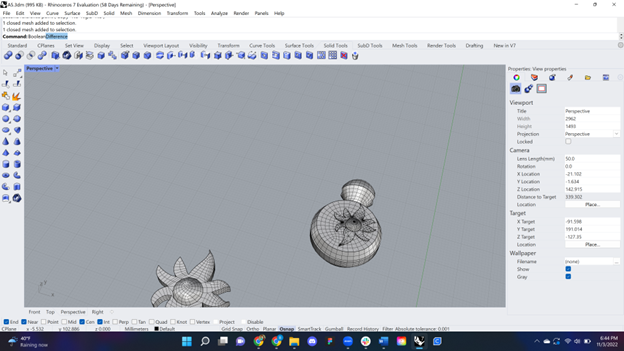 A5.3dm (995 KB) - Rhinoceros 7 Evaluation (58 Days Remaining) - [Perspective]
File Edit View Curve Surface SubD Solid Mesh Dimension Transform Tools Analyze Render Panels Help
1 closed mesh added to selection.
1 closed mesh added to selection.
Command: BooleanDifference
Standard CPlanes Set View Display Select Viewport Layout Visibility Transform Curve Tools Surface Tools Solid Tools SubD Tools Mesh Tools Render Tools Drafting New in V7
Perspective
Properties: View properties
Viewport
Title Perspective
Width 2962
Height 1493
Projection Perspective
Locked
Camera
Lens Length(mm) 50.0
Rotation 0.0
X Location -21.102
Y Location -1.634
Z Location 142.915
Distance to Target 339.302
Location Place...
Target
X Target -91.598
Y Target 191.014
Z Target -127.35
Location Place...
Wallpaper
Filename (none)
Show
Gray
Front Top Perspective Right
End Near Point Mid Cen Int Perp Tan Quad Knot Vertex Project Disable
CPlane x -5.532 y 102.886 z 0.000 Millimeters Default Grid Snap Ortho Planar Osnap SmartTrack Gumball Record History Filter Absolute tolerance: 0.001
40°F
Raining now
6:44 PM
11/3/2022